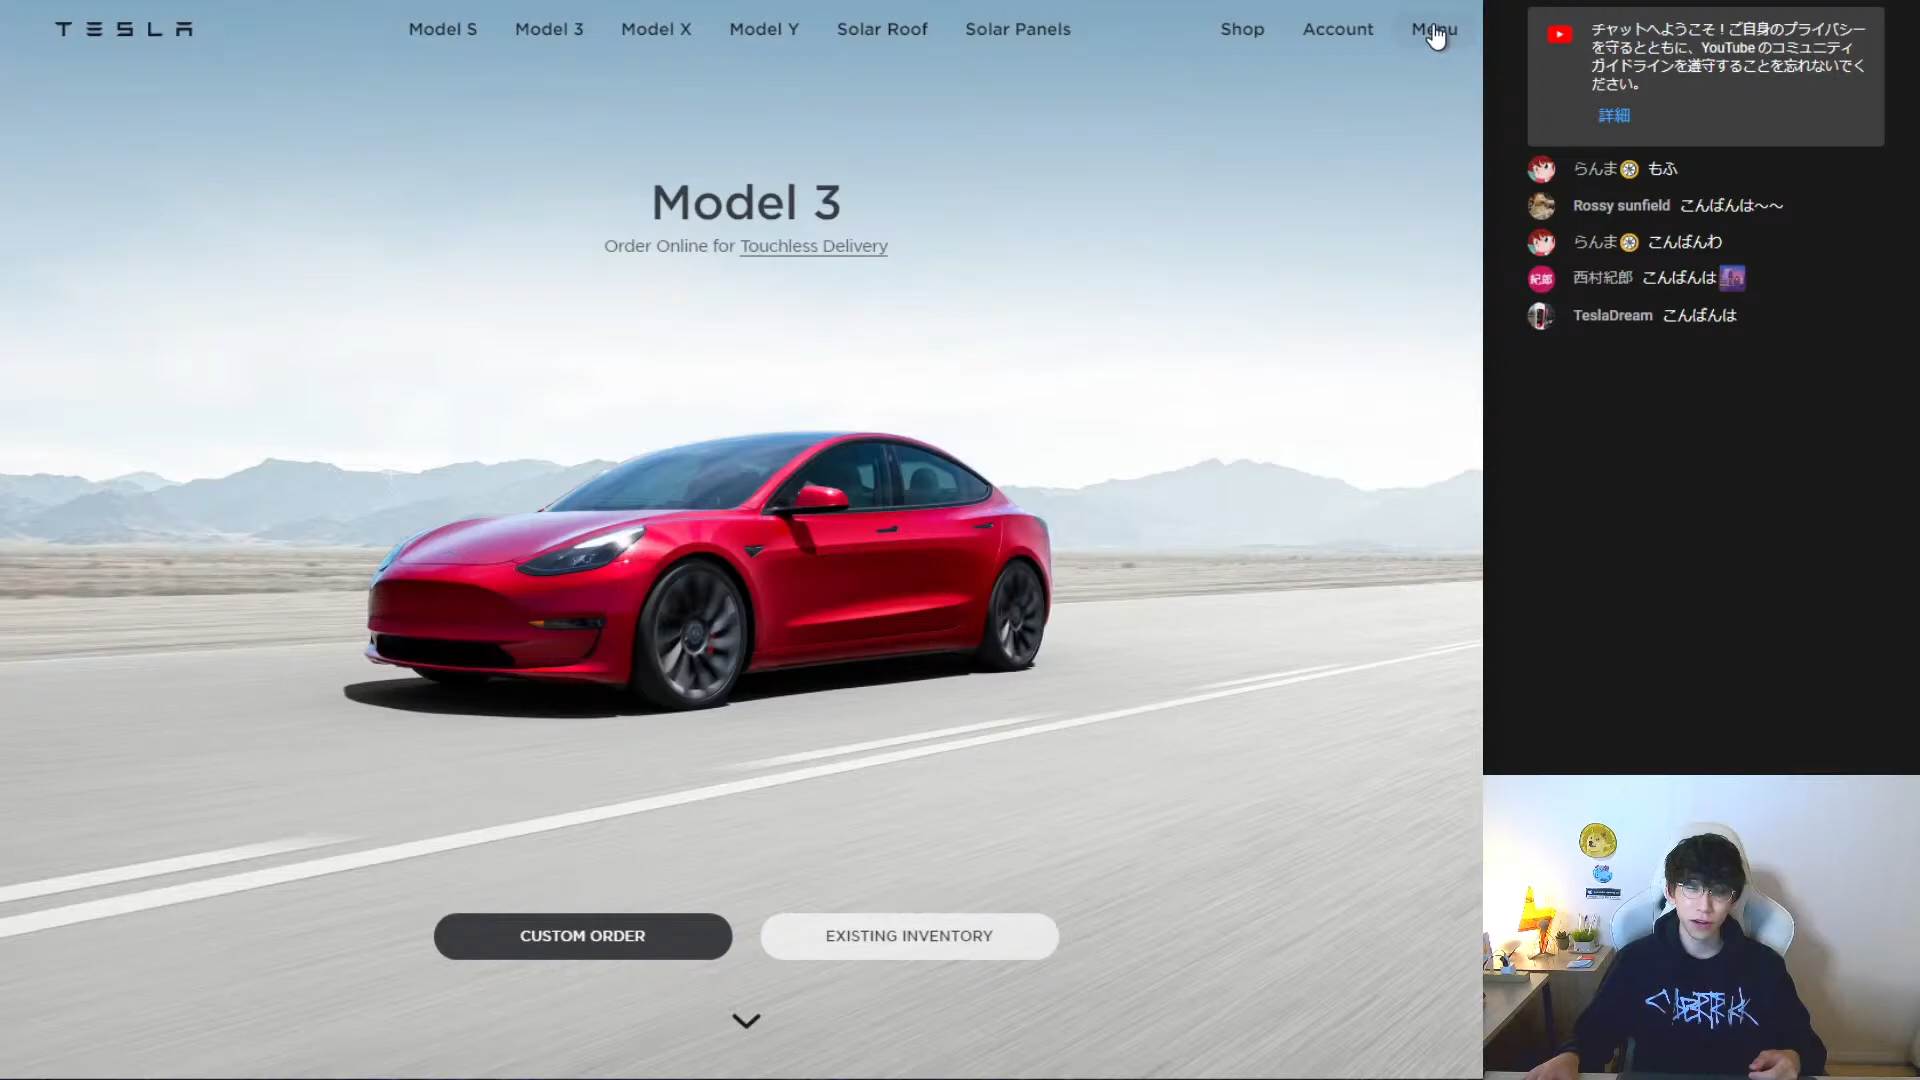 TESLA
Model S
Model 3
Model X
Model Y
Solar Roof
Solar Panels
Shop
Account
Menu
Model 3
Order Online for Touchless Delivery
CUSTOM ORDER
EXISTING INVENTORY
チャットへようこそ！ご自身のプライバシー
を守るとともに、YouTube のコミュニティ
ガイドラインを遵守することを忘れないでく
ださい。
詳細
らんま もふ
Rossy sunfield こんばんは〜〜
らんま こんばんわ
紀郎 西村紀郎 こんばんは
TeslaDream こんばんは